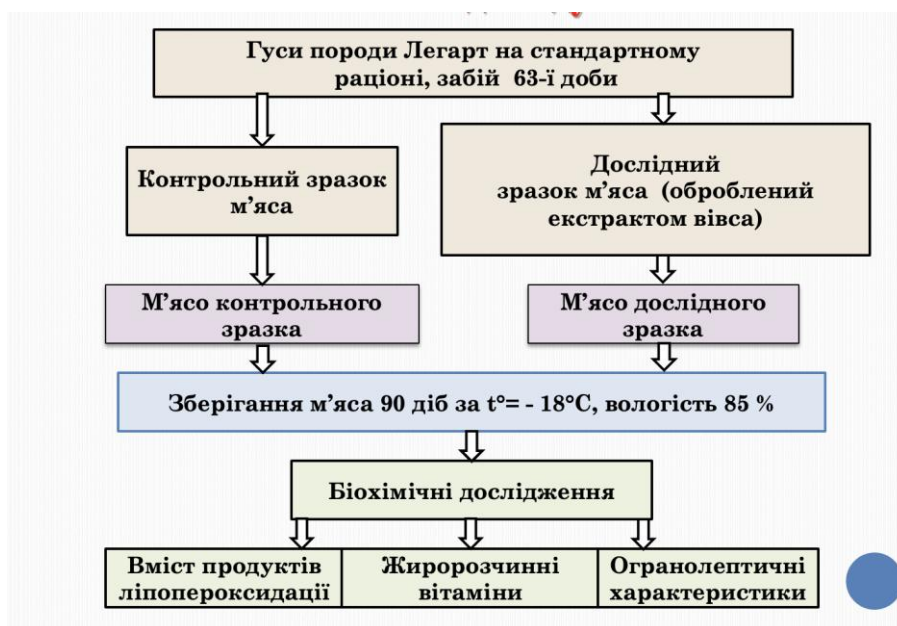 Гуси породи Легарт на стандартному
раціоні, забій 63-ї доби
Контрольний зразок
м’яса
Дослідний
зразок м’яса (оброблений
екстрактом вівса)
М’ясо контрольного
зразка
М’ясо дослідного
зразка
Зберігання м’яса 90 діб за t°= - 18°С, вологість 85 %
Біохімічні дослідження
Вміст продуктів
ліпопероксидації
Жиророзчинні
вітаміни
Огранолептичні
характеристики